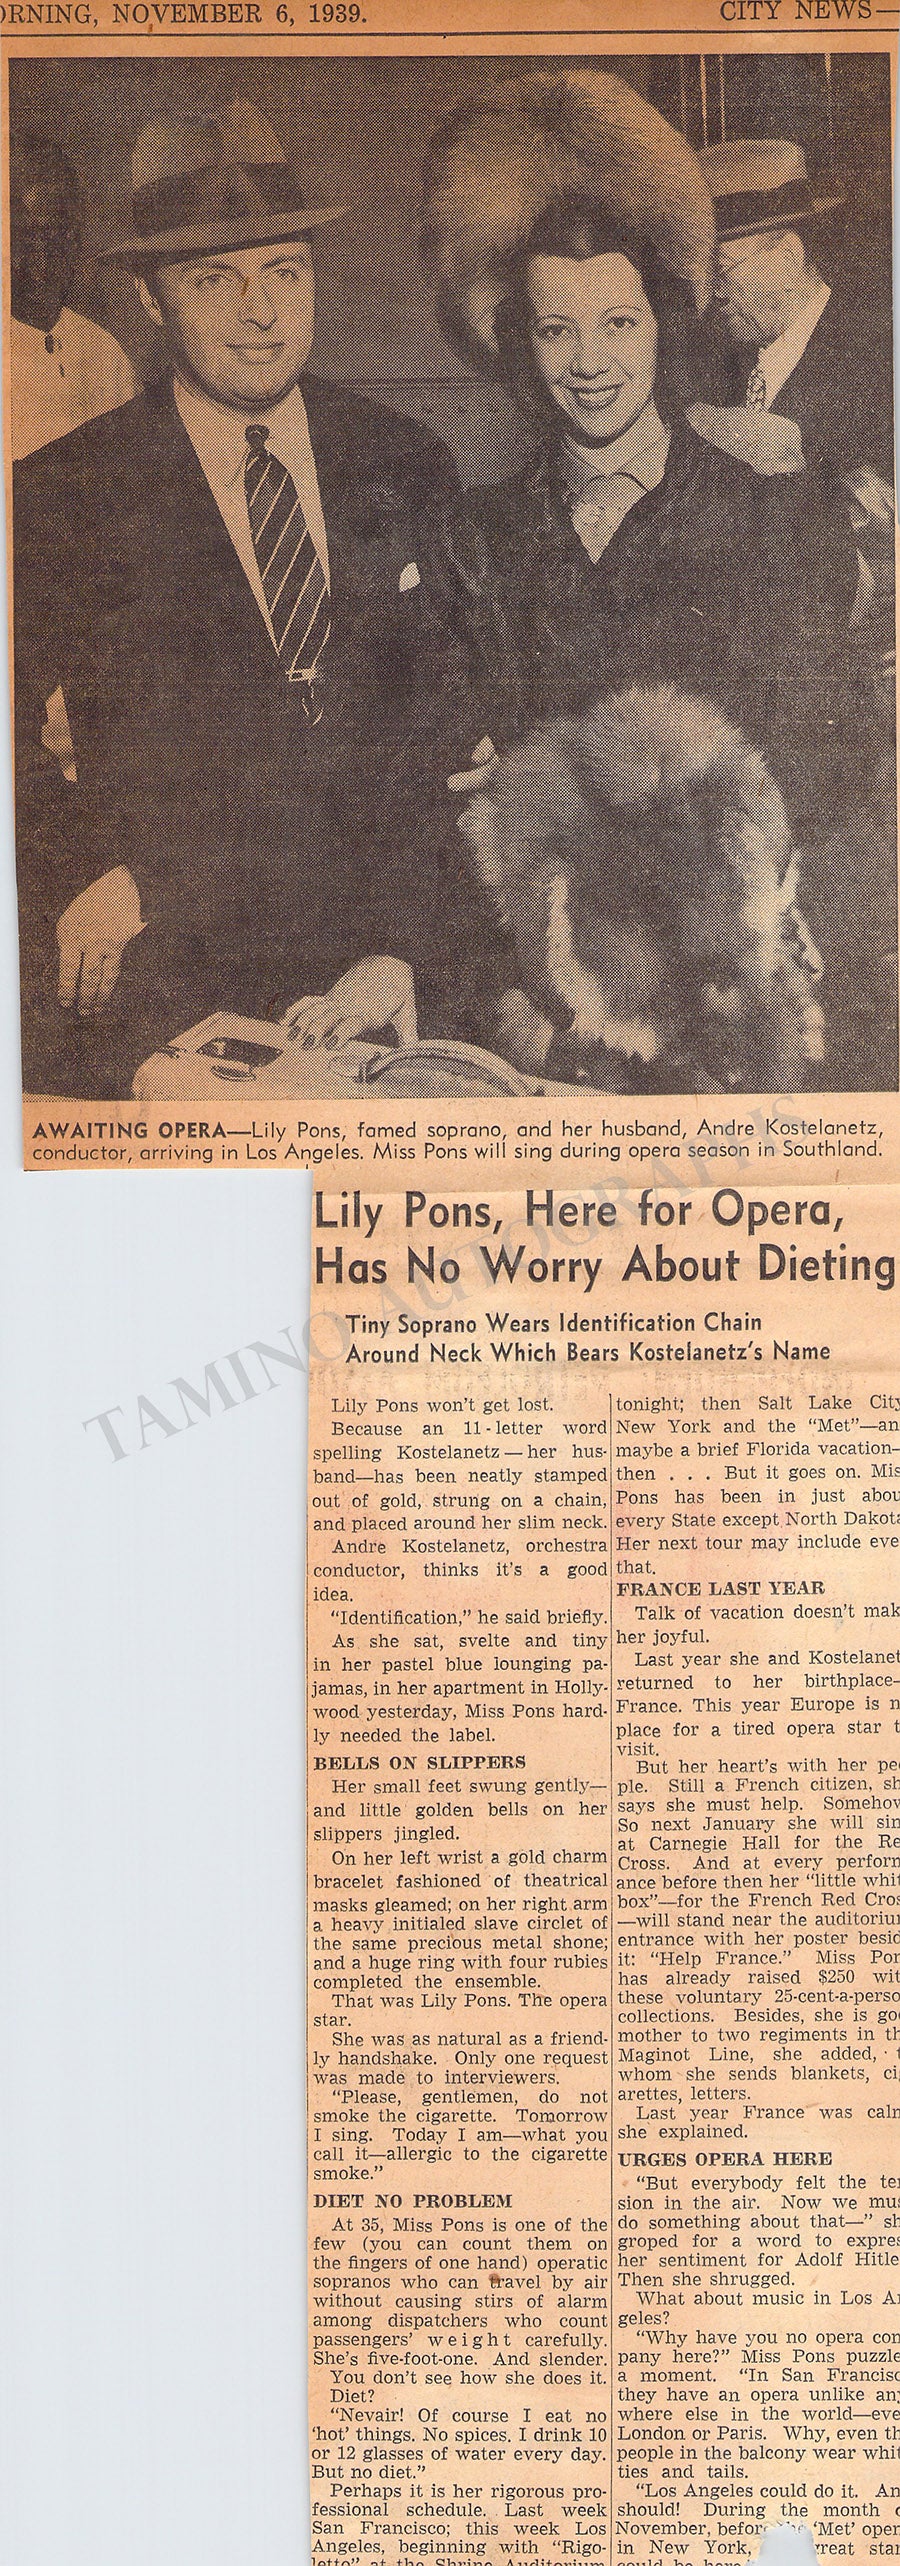 ORNING, NOVEMBER 6, 1939.
CITY NEWS—
AWAITING OPERA—Lily Pons, famed soprano, and her husband, Andre Kostelanetz,
conductor, arriving in Los Angeles. Miss Pons will sing during opera season in Southland.
TAMINO AUTOGRAPHS
Lily Pons, Here for Opera,
Has No Worry About Dieting
Tiny Soprano Wears Identification Chain
Around Neck Which Bears Kostelanetz's Name
Lily Pons won't get lost.
Because an 11-letter word
spelling Kostelanetz—her hus-
band—has been neatly stamped
out of gold, strung on a chain,
and placed around her slim neck.
Andre Kostelanetz, orchestra
conductor, thinks it's a good
idea.
"Identification," he said briefly.
As she sat, svelte and tiny
in her pastel blue lounging pa-
jamas, in her apartment in Holly-
wood yesterday, Miss Pons hard-
ly needed the label.
BELLS ON SLIPPERS
Her small feet swung gently—
and little golden bells on her
slippers jingled.
On her left wrist a gold charm
bracelet fashioned of theatrical
masks gleamed; on her right arm
a heavy initialed slave circlet of
the same precious metal shone;
and a huge ring with four rubies
completed the ensemble.
That was Lily Pons. The opera
star.
She was as natural as a friend-
ly handshake. Only one request
was made to interviewers.
"Please, gentlemen, do not
smoke the cigarette. Tomorrow
I sing. Today I am—what you
call it—allergic to the cigarette
smoke."
DIET NO PROBLEM
At 35, Miss Pons is one of the
few (you can count them on
the fingers of one hand) operatic
sopranos who can travel by air
without causing stirs of alarm
among dispatchers who count
passengers' weight carefully.
She's five-foot-one. And slender.
You don't see how she does it.
Diet?
"Nevair! Of course I eat no
'hot' things. No spices. I drink 10
or 12 glasses of water every day.
But no diet."
Perhaps it is her rigorous pro-
fessional schedule. Last week
San Francisco; this week Los
Angeles, beginning with "Rigo-
letto" at the Shrine Auditorium
tonight; then Salt Lake City
New York and the "Met"—an
maybe a brief Florida vacation—
then . . . But it goes on. Mis
Pons has been in just abou
every State except North Dakota
Her next tour may include eve
that.
FRANCE LAST YEAR
Talk of vacation doesn't mak
her joyful.
Last year she and Kostelanet
returned to her birthplace—
France. This year Europe is n
place for a tired opera star t
visit.
But her heart's with her peo
ple. Still a French citizen, sh
says she must help. Somehow
So next January she will sin
at Carnegie Hall for the Re
Cross. And at every perform
ance before then her "little whit
box"—for the French Red Cros
—will stand near the auditoriu
entrance with her poster besid
it: "Help France." Miss Pon
has already raised $250 wit
these voluntary 25-cent-a-perso
collections. Besides, she is go
mother to two regiments in th
Maginot Line, she added, t
whom she sends blankets, cig
arettes, letters.
Last year France was calm
she explained.
URGES OPERA HERE
"But everybody felt the ten
sion in the air. Now we mus
do something about that—" sh
groped for a word to expres
her sentiment for Adolf Hitle
Then she shrugged.
What about music in Los An
geles?
"Why have you no opera com
pany here?" Miss Pons puzzle
a moment. "In San Francisc
they have an opera unlike any
where else in the world—eve
London or Paris. Why, even th
people in the balcony wear whit
ties and tails.
"Los Angeles could do it. An
should! During the month o
November, before the 'Met' open
in New York, great star
could be here